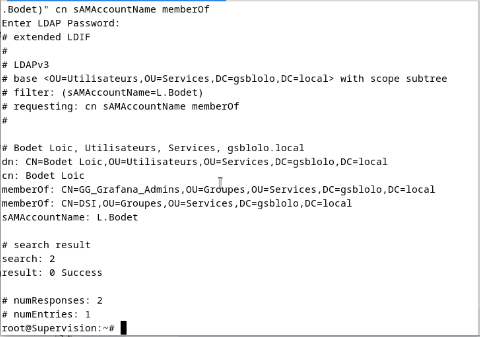 .Bodet)" cn sAMAccountName memberOf
Enter LDAP Password:
# extended LDIF
#
# LDAPv3
# base <OU=Utilisateurs,OU=Services,DC=gsblolo,DC=local> with scope subtree
# filter: (sAMAccountName=L.Bodet)
# requesting: cn sAMAccountName memberOf
#
# Bodet Loic, Utilisateurs, Services, gsblolo.local
dn: CN=Bodet Loic,OU=Utilisateurs,OU=Services,DC=gsblolo,DC=local
cn: Bodet Loic
memberOf: CN=GG_Grafana_Admins,OU=Groupes,OU=Services,DC=gsblolo,DC=local
memberOf: CN=DSI,OU=Groupes,OU=Services,DC=gsblolo,DC=local
sAMAccountName: L.Bodet
# search result
search: 2
result: 0 Success
# numResponses: 2
# numEntries: 1
root@Supervision:~#